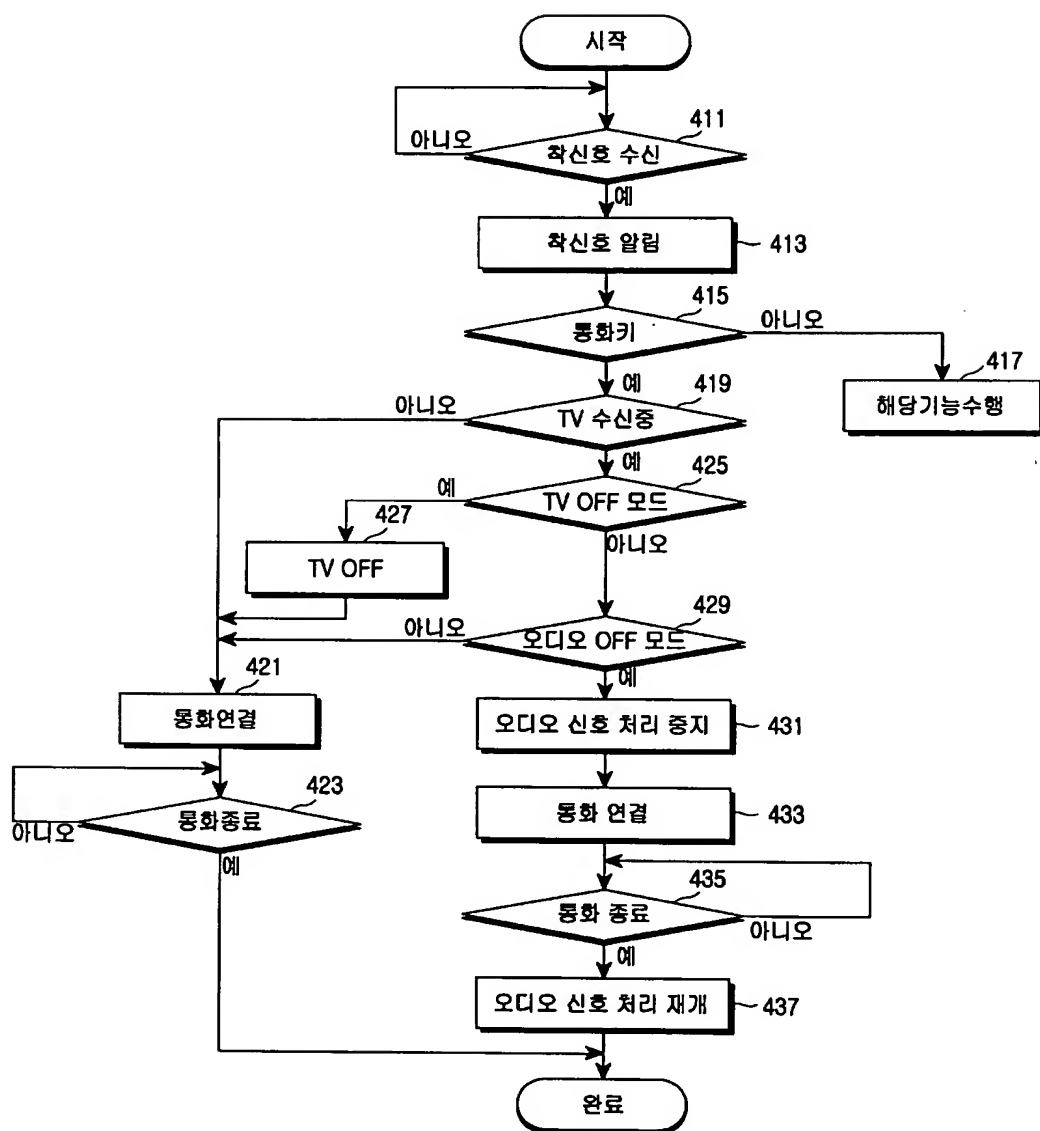 시작
411
아니오
착신호 수신
예
착신호 알림
413
415
통화키
아니오
417
예
해당기능수행
419
아니오
TV 수신중
예
425
예
TV OFF 모드
427
아니오
TV OFF
429
아니오
오디오 OFF 모드
예
421
통화연결
오디오 신호 처리 중지
431
423
통화 연결
433
통화종료
아니오
예
435
통화 종료
아니오
예
오디오 신호 처리 재개
437
완료